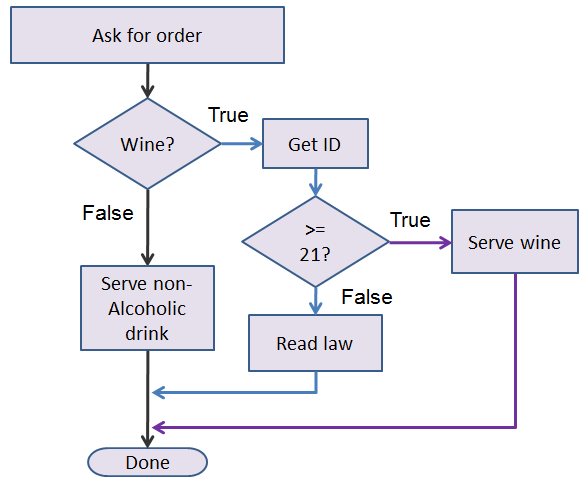 Ask for order
True
Wine?
Get ID
False
>=
21?
True
Serve wine
Serve non-
Alcoholic
drink
False
Read law
Done